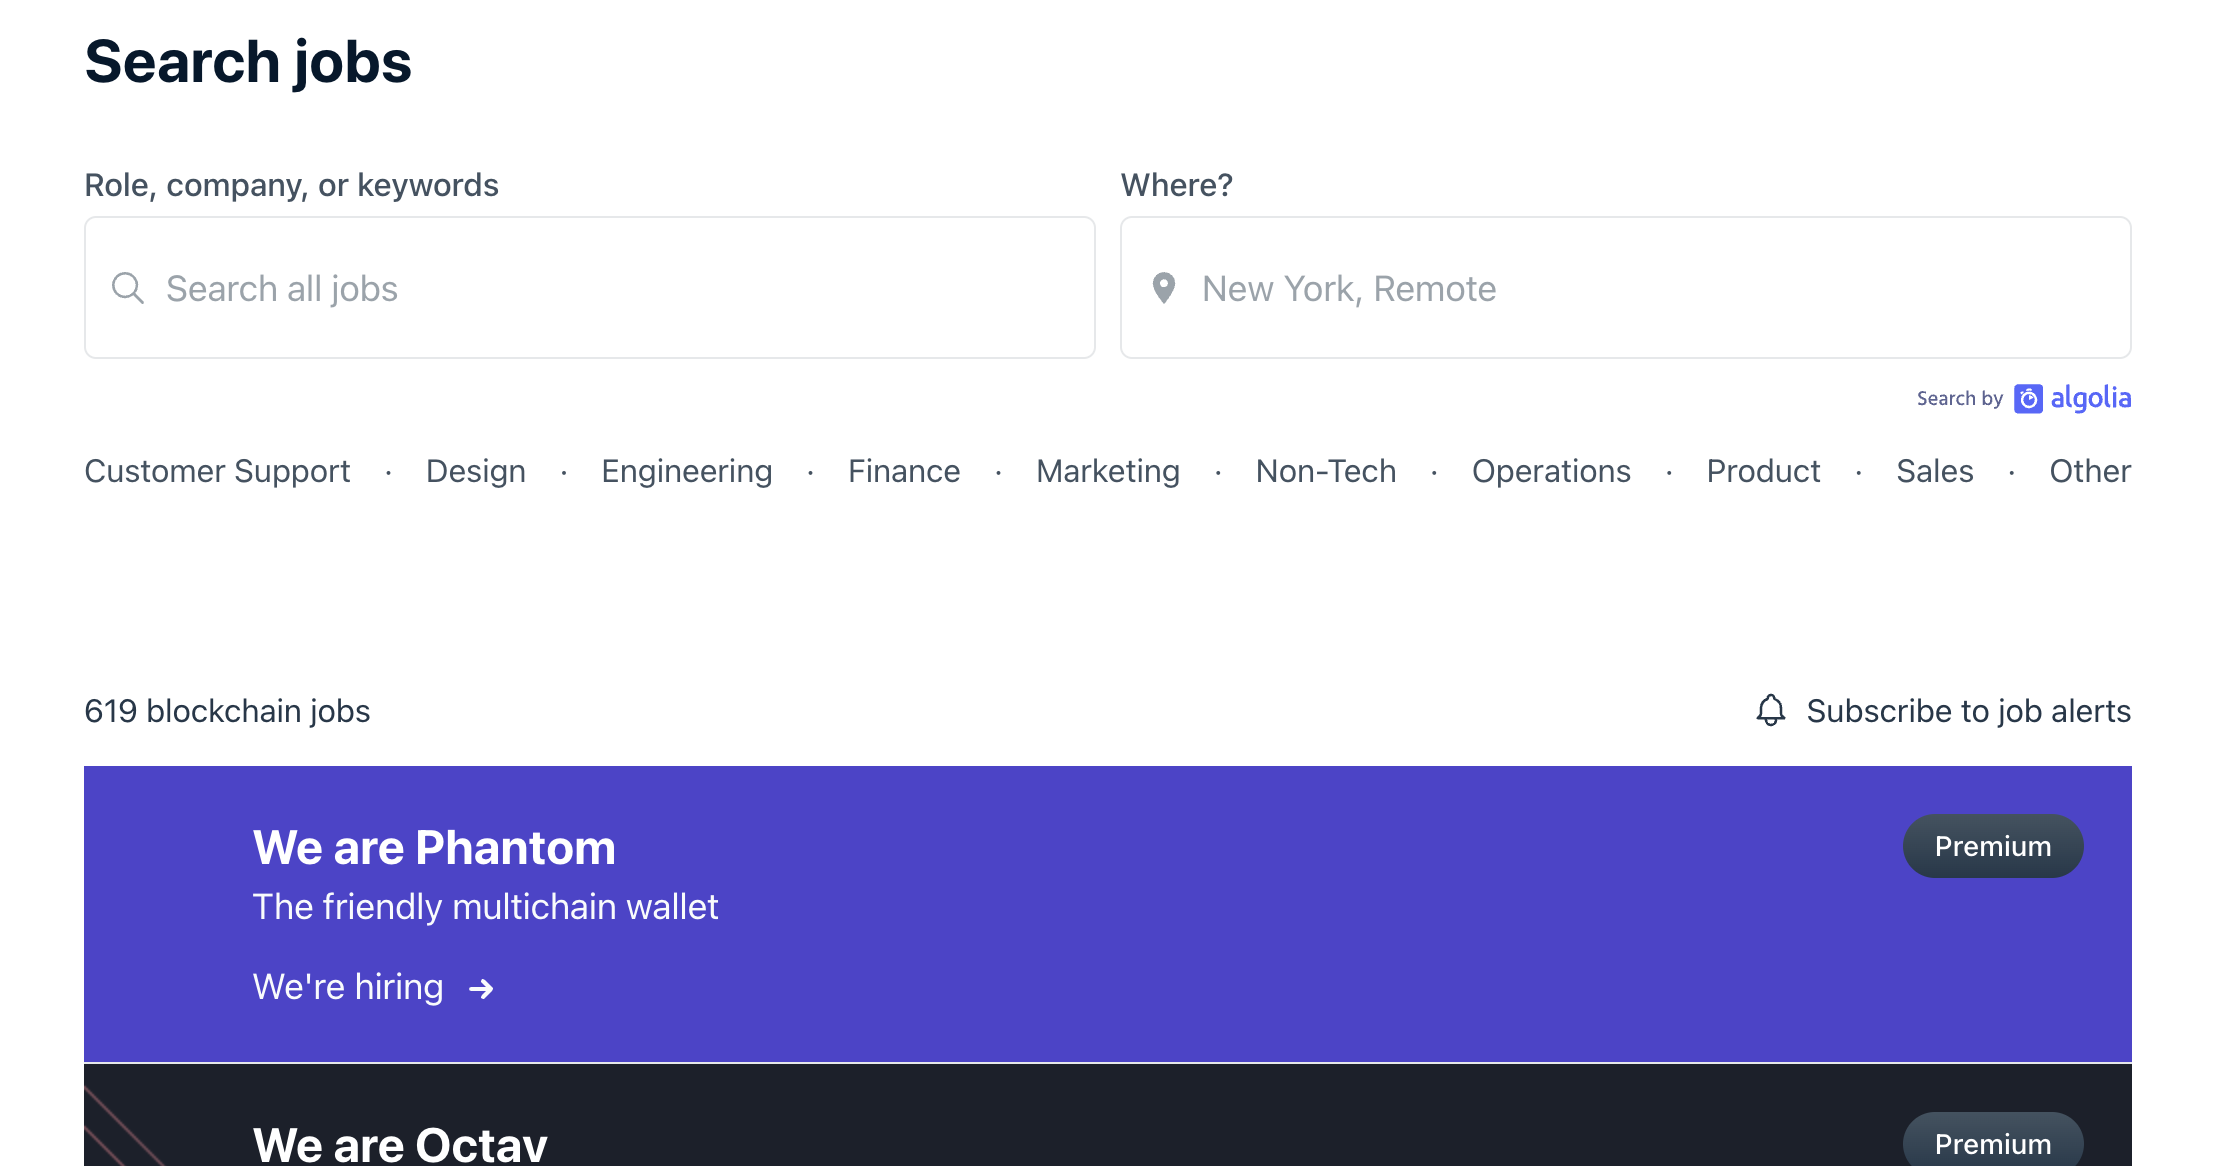 Search jobs
Role, company, or keywords
Where?
Search all jobs
New York, Remote
Search by algolia
Customer Support · Design · Engineering · Finance · Marketing · Non-Tech · Operations · Product · Sales · Other
619 blockchain jobs
Subscribe to job alerts
We are Phantom
Premium
The friendly multichain wallet
We're hiring →
We are Octav
Premium